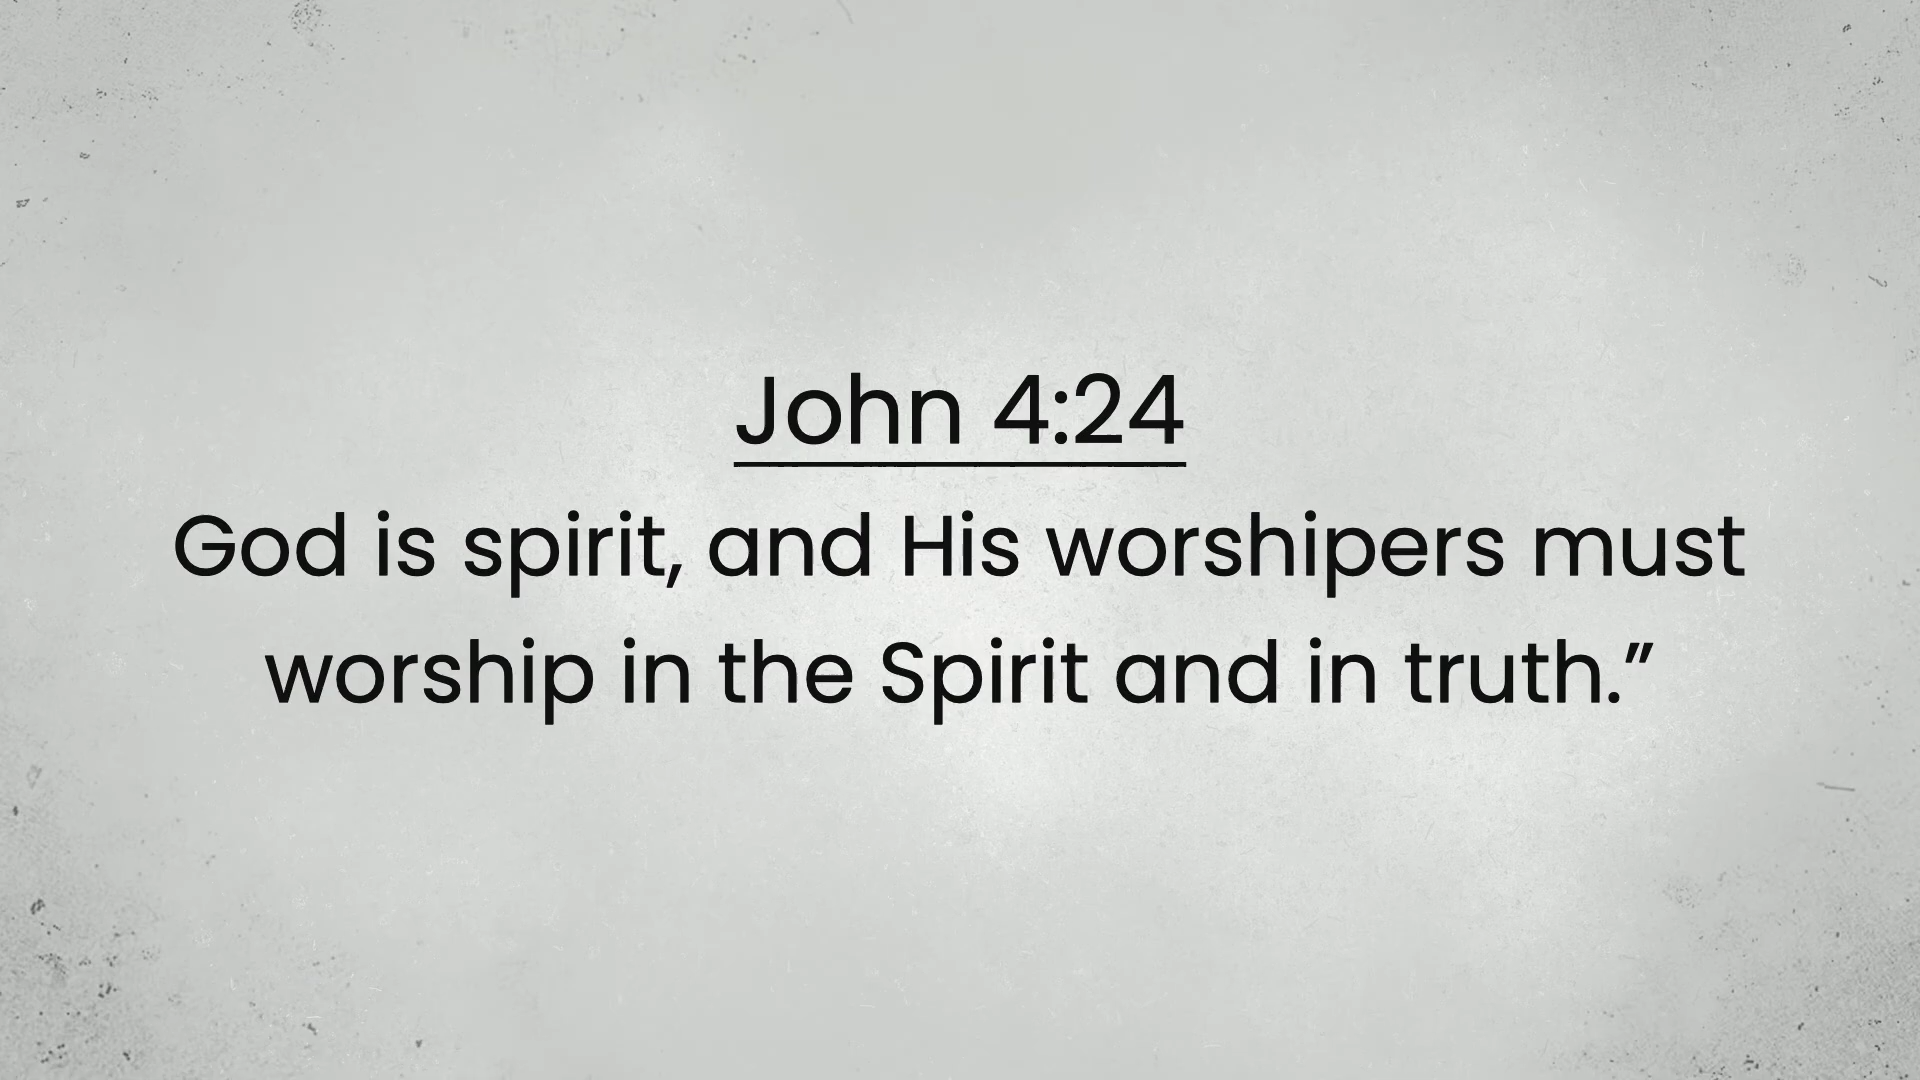 John 4:24
God is spirit, and His worshipers must
worship in the Spirit and in truth.”